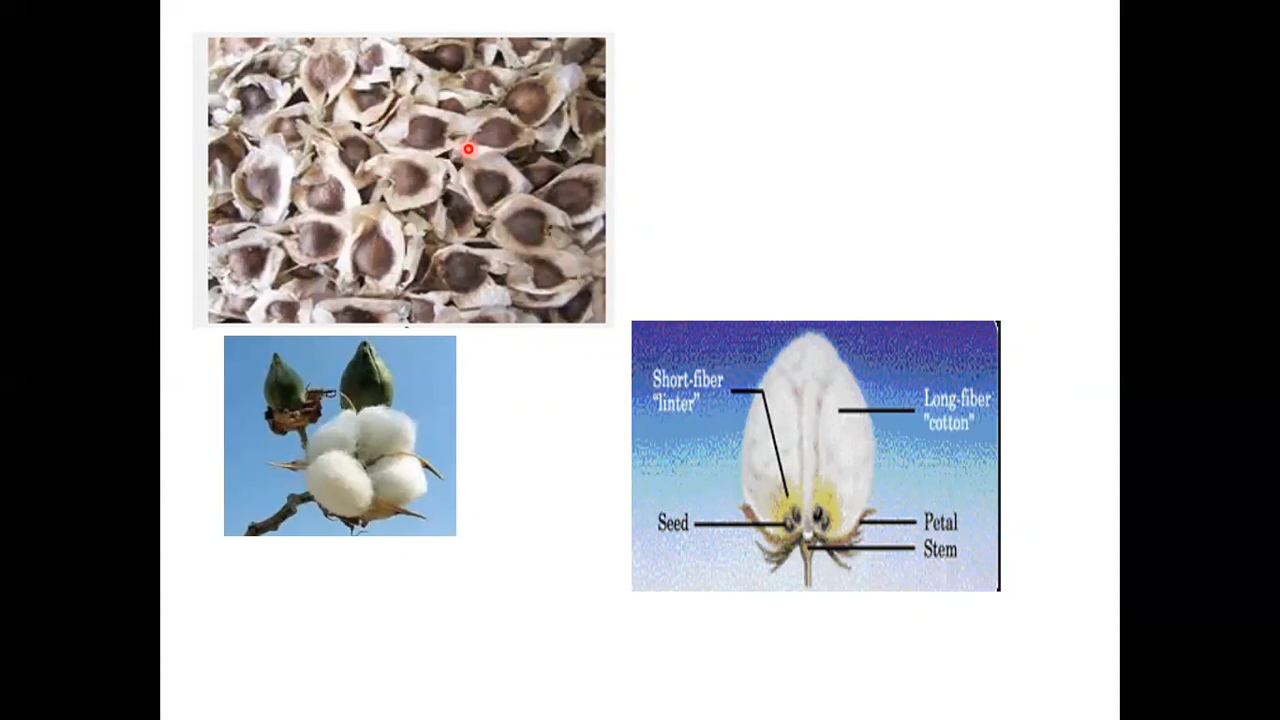 Short-fiber
"linter"
Long-fiber
"cotton"
Seed
Petal
Stem